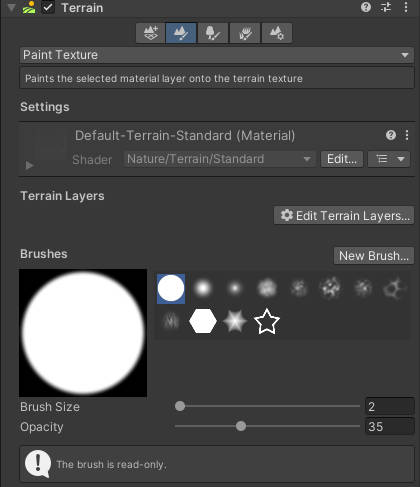 Terrain
Paint Texture
Paints the selected material layer onto the terrain texture
Settings
Default-Terrain-Standard (Material)
Shader Nature/Terrain/Standard Edit...
Terrain Layers
Edit Terrain Layers...
Brushes New Brush...
Brush Size 2
Opacity 35
The brush is read-only.